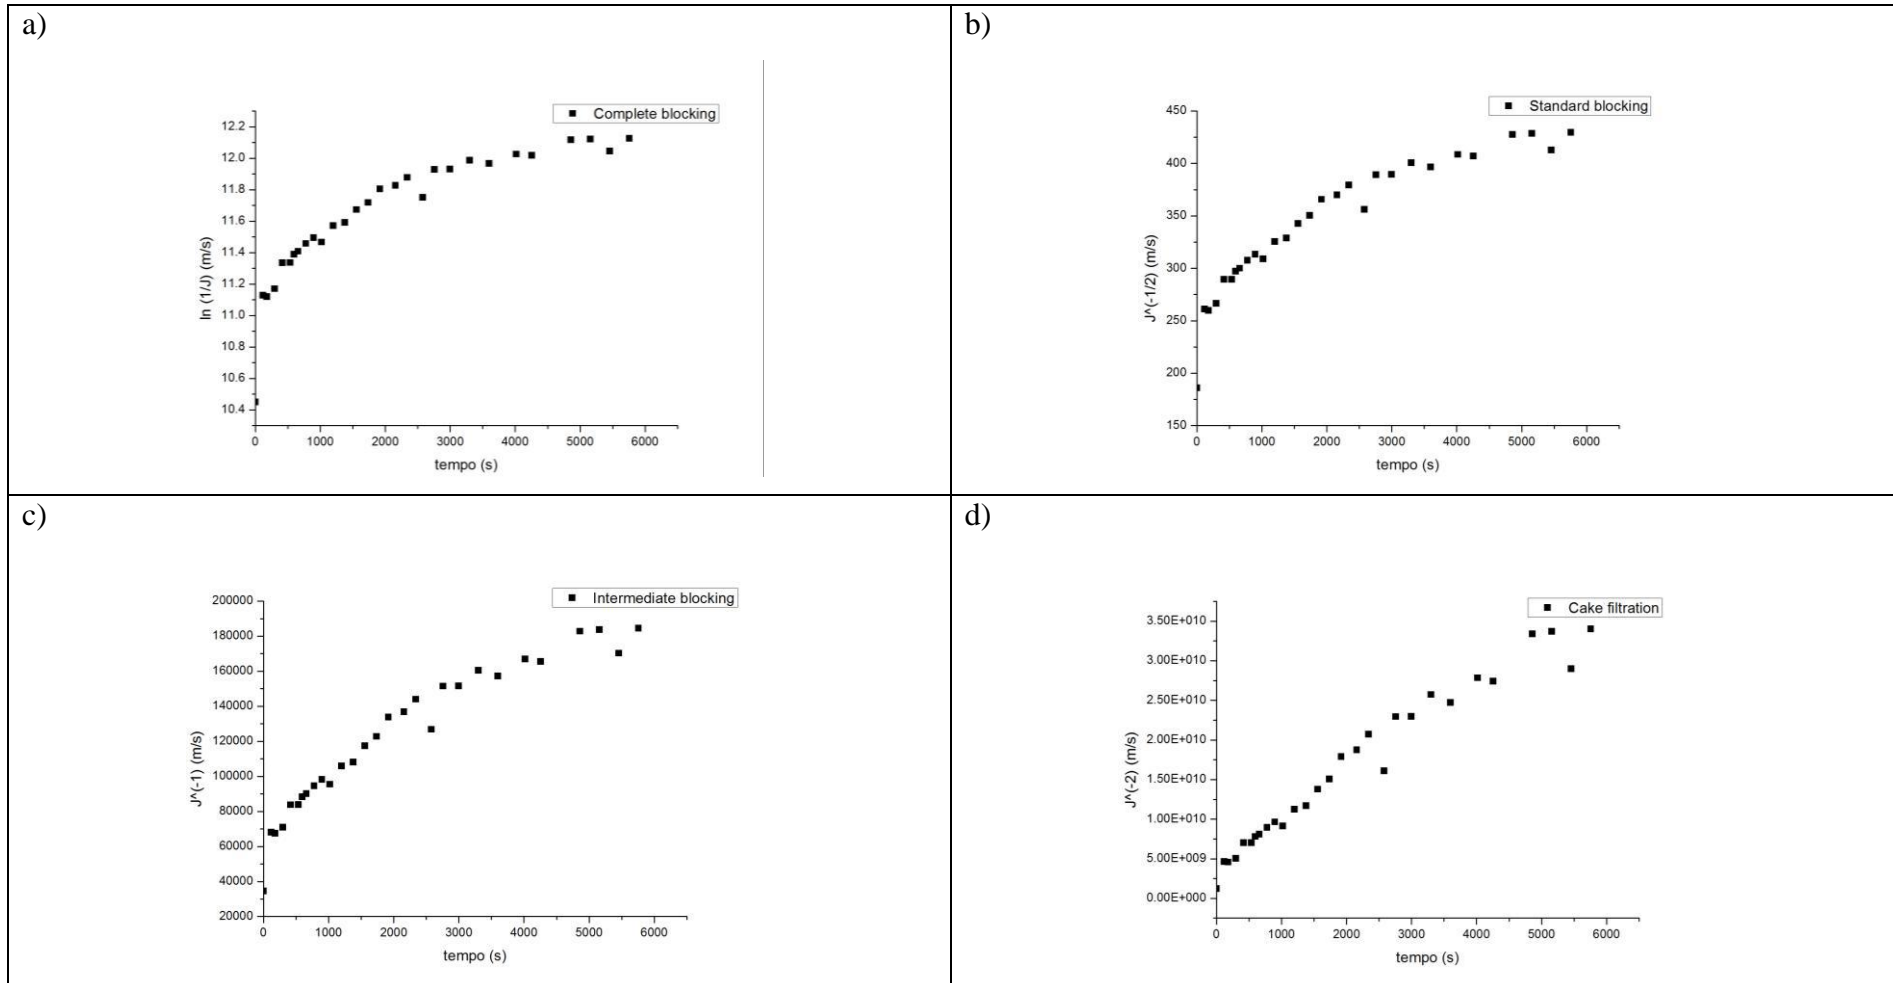 a)
Complete blocking
12.2
12.0
11.8
11.6
11.4
11.2
11.0
10.8
10.6
10.4
ln (1/J) (m/s)
0 1000 2000 3000 4000 5000 6000
tempo (s)
b)
Standard blocking
450
400
350
300
250
200
150
J^(-1/2) (m/s)
0 1000 2000 3000 4000 5000 6000
tempo (s)
c)
Intermediate blocking
200000
180000
160000
140000
120000
100000
80000
60000
40000
20000
J^(-1) (m/s)
0 1000 2000 3000 4000 5000 6000
tempo (s)
d)
Cake filtration
3.50E+010
3.00E+010
2.50E+010
2.00E+010
1.50E+010
1.00E+010
5.00E+009
0.00E+000
J^(-2) (m/s)
0 1000 2000 3000 4000 5000 6000
tempo (s)